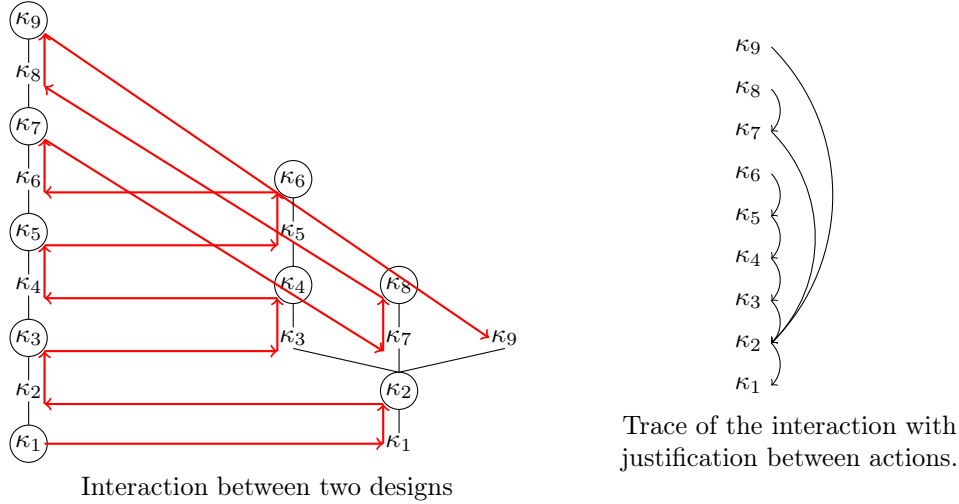 κ₉
κ₈
κ₇
κ₆
κ₅
κ₄
κ₃
κ₂
κ₁
κ₆
κ₅
κ₄
κ₃
κ₈
κ₇
κ₉
κ₂
κ₁
Interaction between two designs
κ₉
κ₈
κ₇
κ₆
κ₅
κ₄
κ₃
κ₂
κ₁
Trace of the interaction with
justification between actions.